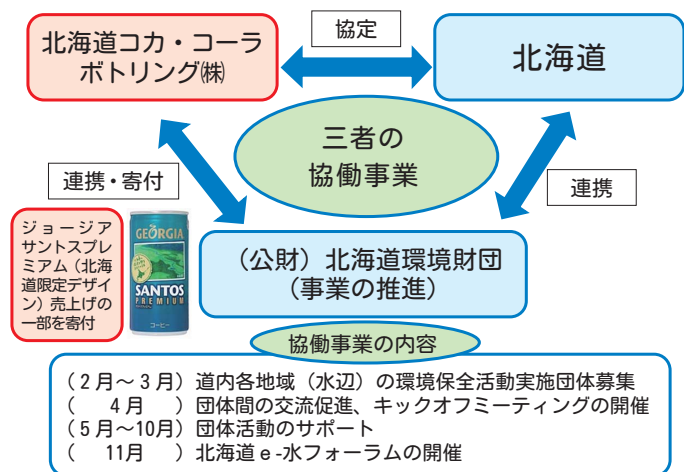 北海道コカ・コーラ
ボトリング㈱
協定
北海道
三者の
協働事業
連携・寄付
連携
ジョージア
サントスプレ
ミアム（北海
道限定デザイ
ン）売上げの
一部を寄付
GEORGIA
SANTOS
PREMIUM
コーヒー
（公財）北海道環境財団
（事業の推進）
協働事業の内容
（２月～３月）道内各地域（水辺）の環境保全活動実施団体募集
（　４月　）団体間の交流促進、キックオフミーティングの開催
（５月～10月）団体活動のサポート
（　11月　）北海道ｅ-水フォーラムの開催